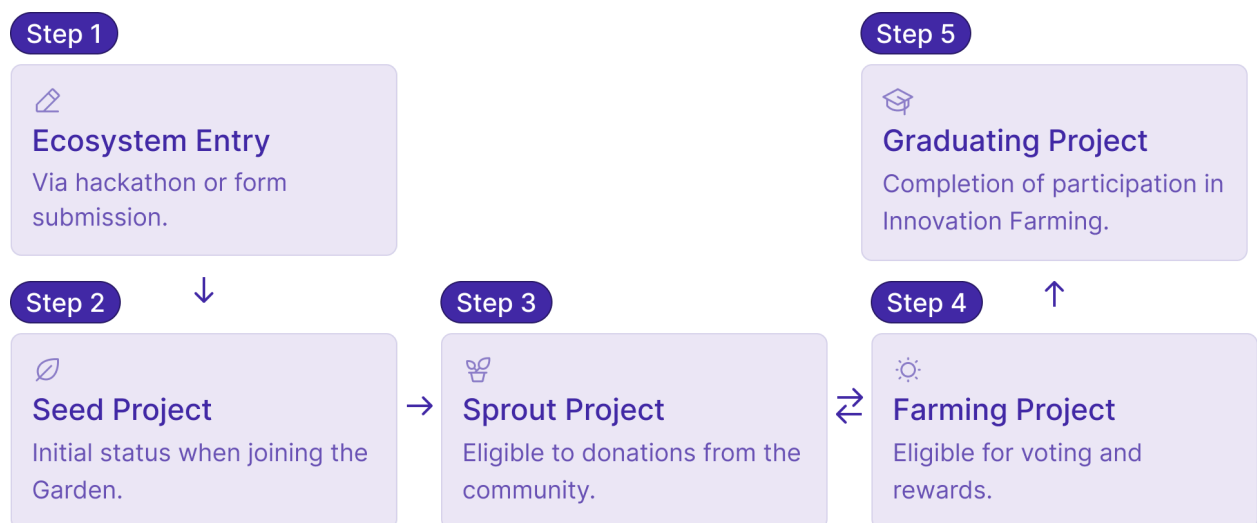 Step 1
Ecosystem Entry
Via hackathon or form
submission.
Step 2
Seed Project
Initial status when joining the
Garden.
Step 3
Sprout Project
Eligible to donations from the
community.
Step 4
Farming Project
Eligible for voting and
rewards.
Step 5
Graduating Project
Completion of participation in
Innovation Farming.